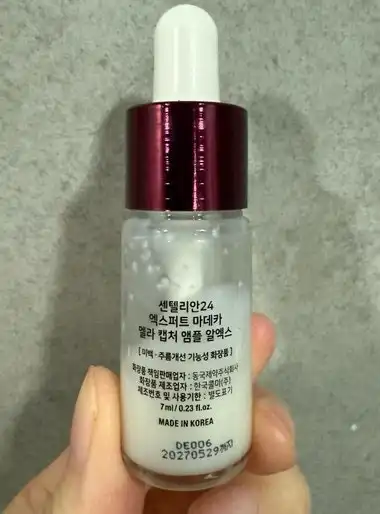 센텔리안24
엑스퍼트 마데카
멜라 캡처 앰플 알엑스
[ 미백·주름개선 기능성 화장품 ]
화장품 책임판매업자 : 동국제약주식회사
화장품 제조업자 : 한국콜마(주)
제조번호 및 사용기한 : 별도표기
7 ml / 0.23 fl.oz.
MADE IN KOREA
DE006
20270529까지